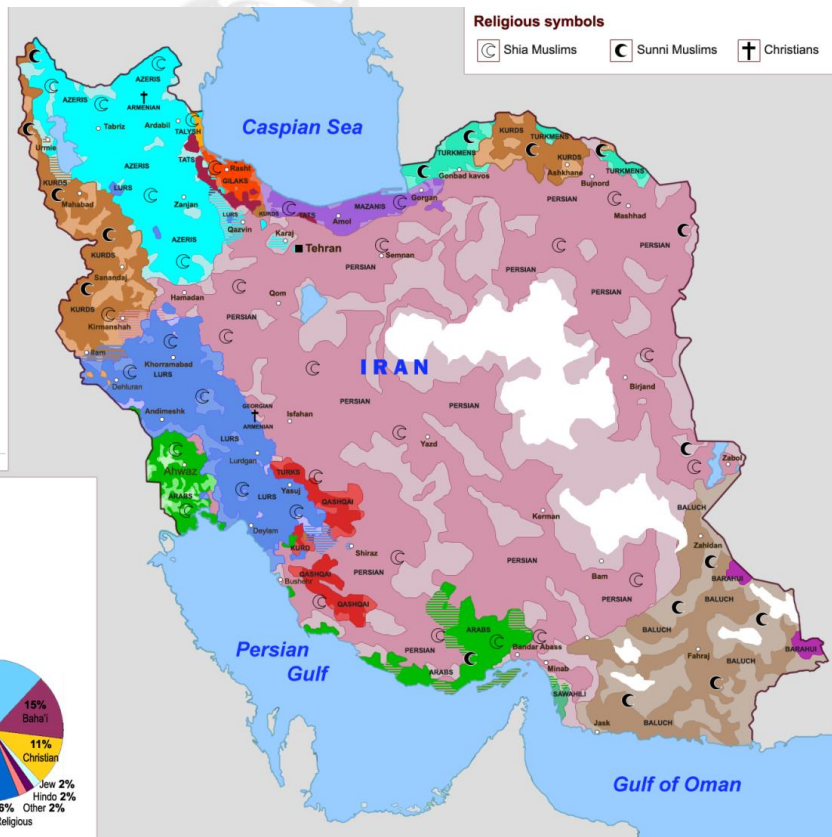 Religious symbols
Shia Muslims
Sunni Muslims
Christians
Caspian Sea
AZERIS
AZERIS
ARMENIAN
Tabriz
Ardabil
TALYSH
TATS
Urmie
AZERIS
KURDS
LURS
Mahabad
Zanjan
Rasht
GILAKS
LURS
KURDS
Qazvin
TATS
MAZANIS
Amol
Gorgan
TURKMENS
Gonbad kavos
KURDS
TURKMENS
KURDS
Ashkhane
TURKMENS
Bujnord
PERSIAN
Mashhad
AZERIS
Karaj
Tehran
PERSIAN
Semnan
PERSIAN
KURDS
Sanandaj
KURDS
Kirmanshah
Hamadan
PERSIAN
Qom
PERSIAN
Ilam
Khorramabad
LURS
IRAN
Dehluran
Andimeshk
Birjand
GEORGIAN
ARMENIAN
Isfahan
PERSIAN
PERSIAN
PERSIAN
Yazd
LURS
Lurdgan
Ahwaz
ARABS
TURKS
Yasuj
LURS
QASHQAI
Zabol
Deylam
Kerman
BALUCH
KURD
Shiraz
PERSIAN
Zahidan
Bushehr
QASHQAI
PERSIAN
Bam
BARAHUI
QASHQAI
PERSIAN
BALUCH
BALUCH
ARABS
PERSIAN
Bandar Abass
ARABS
Minab
BALUCH
Fahraj
BALUCH
BARAHUI
SAWAHILI
Jask
BALUCH
Persian
Gulf
Gulf of Oman
15%
Baha'i
11%
Christian
Jew 2%
Hindo 2%
Other 2%